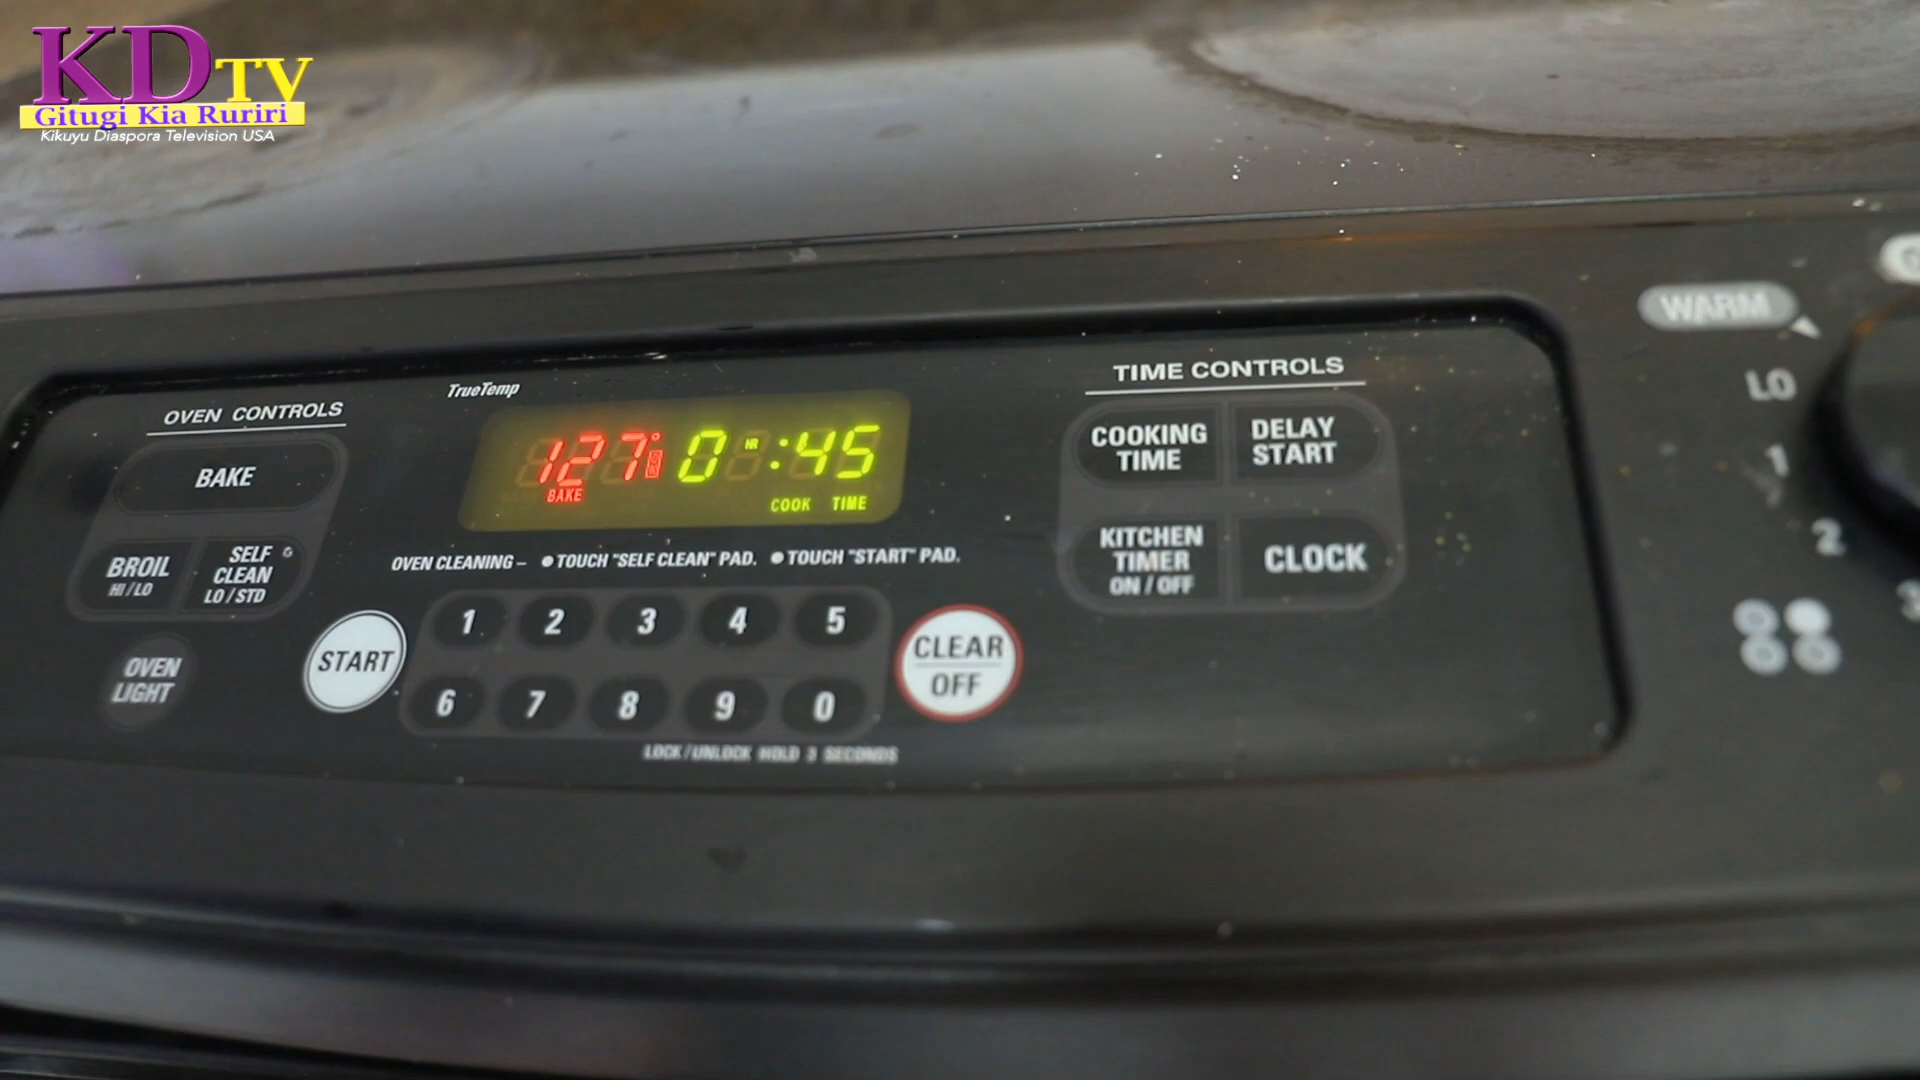 KDTV
Gitugi Kia Ruriri
Kikuyu Diaspora Television USA
TrueTemp
OVEN CONTROLS
BAKE
BROIL
HI / LO
SELF
CLEAN
LO / STD
OVEN
LIGHT
START
127°
BAKE
0 HR :45
COOK TIME
OVEN CLEANING – ● TOUCH "SELF CLEAN" PAD. ● TOUCH "START" PAD.
1 2 3 4 5
6 7 8 9 0
LOCK / UNLOCK HOLD 3 SECONDS
CLEAR
OFF
TIME CONTROLS
COOKING
TIME
DELAY
START
KITCHEN
TIMER
ON / OFF
CLOCK
WARM
LO
1
2
3